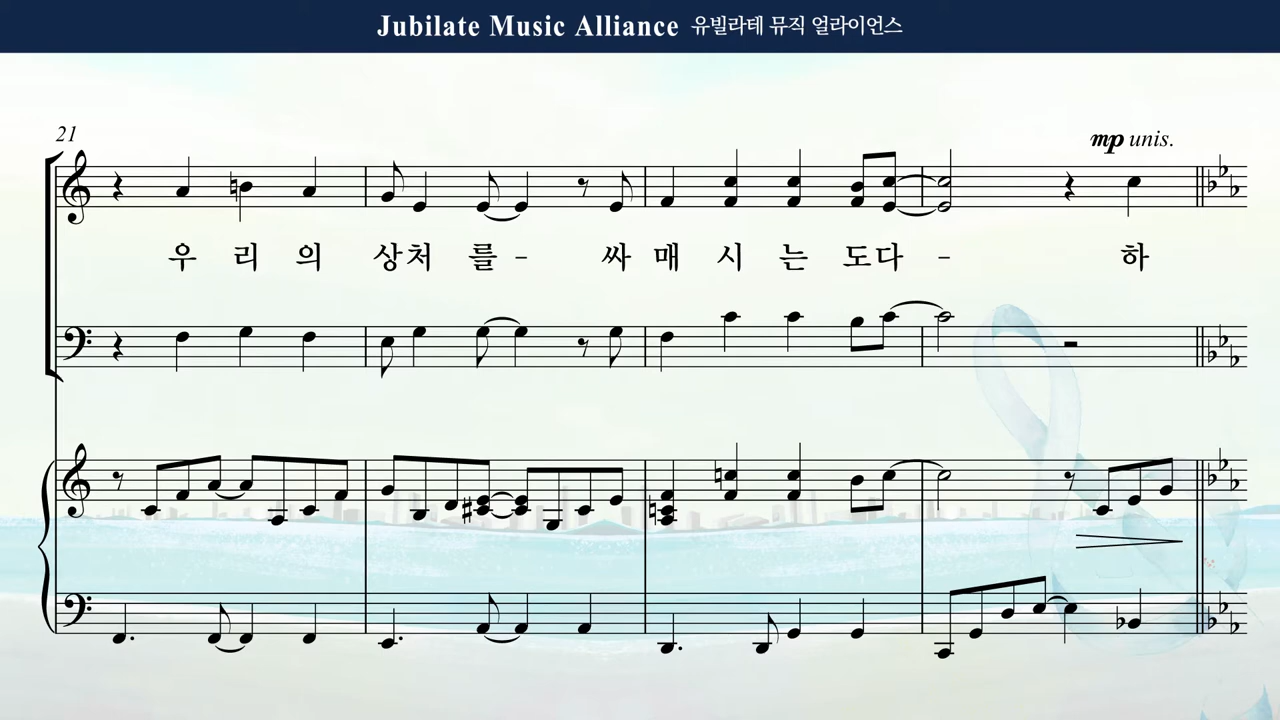 Jubilate Music Alliance 유빌라테 뮤직 얼라이언스
21
mp unis.
우 리 의 상처 를 - 싸 매 시 는 도다 - 하